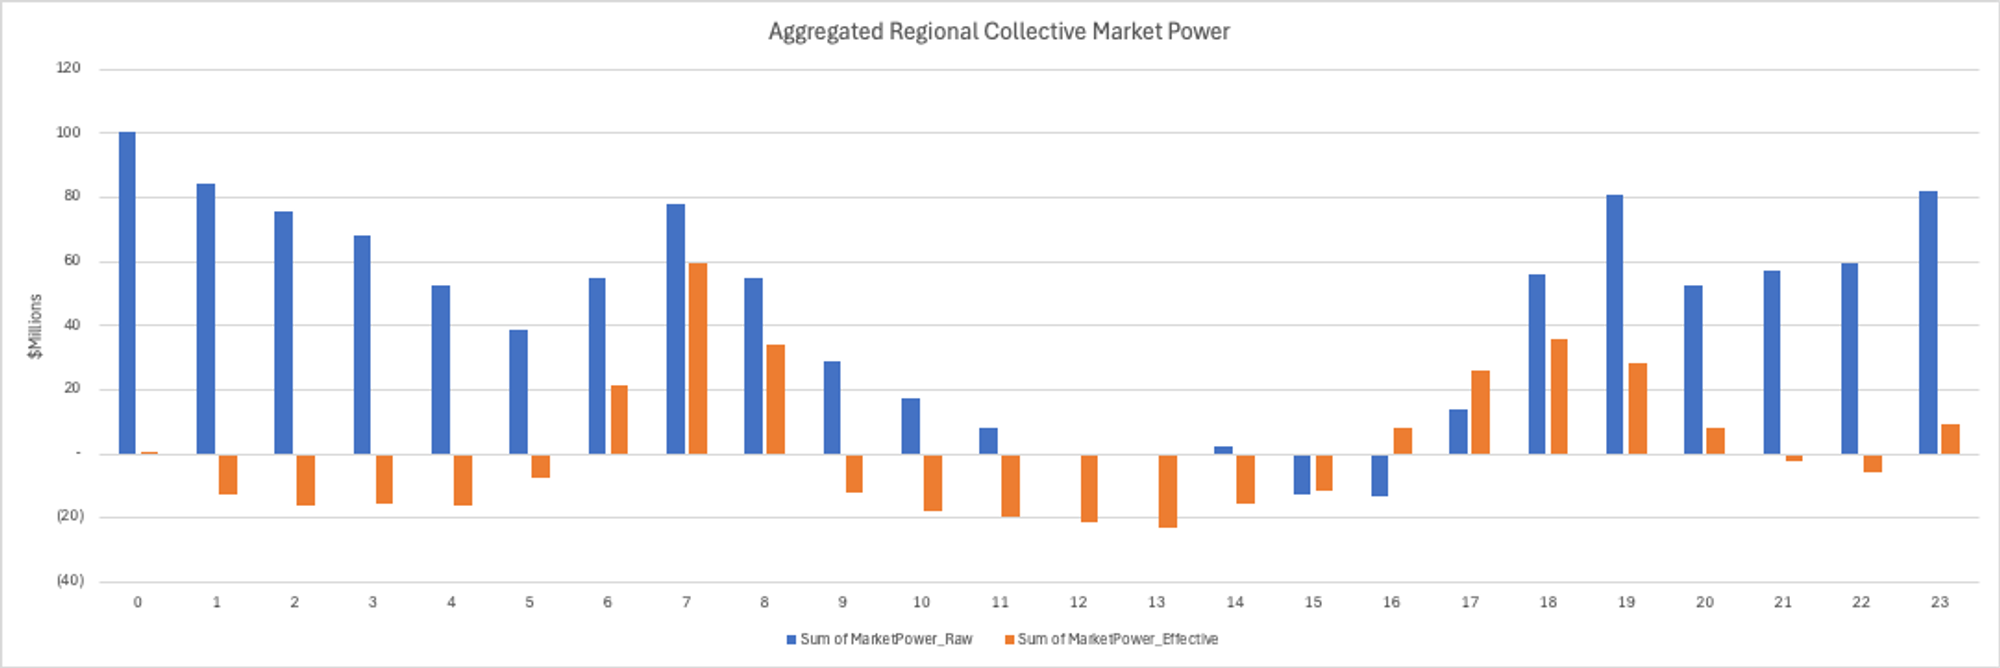 Aggregated Regional Collective Market Power
120
100
80
60
40
20
-
(20)
(40)
$Millions
0 1 2 3 4 5 6 7 8 9 10 11 12 13 14 15 16 17 18 19 20 21 22 23
Sum of MarketPower_Raw Sum of MarketPower_Effective